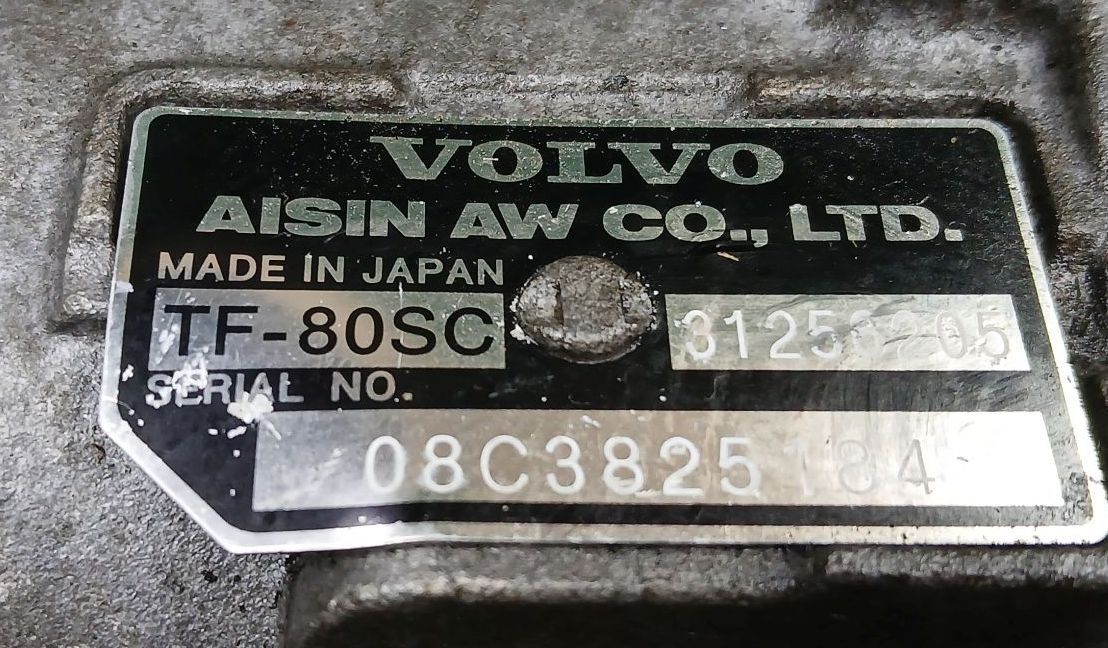 VOLVO
AISIN AW CO., LTD.
MADE IN JAPAN
TF-80SC
SERIAL NO.
08C3825184